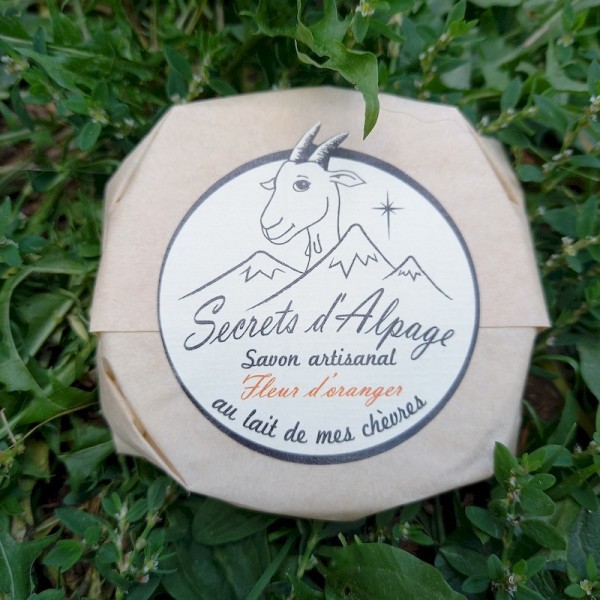 Secrets d'Alpage
Savon artisanal
Fleur d'oranger
au lait de mes chèvres